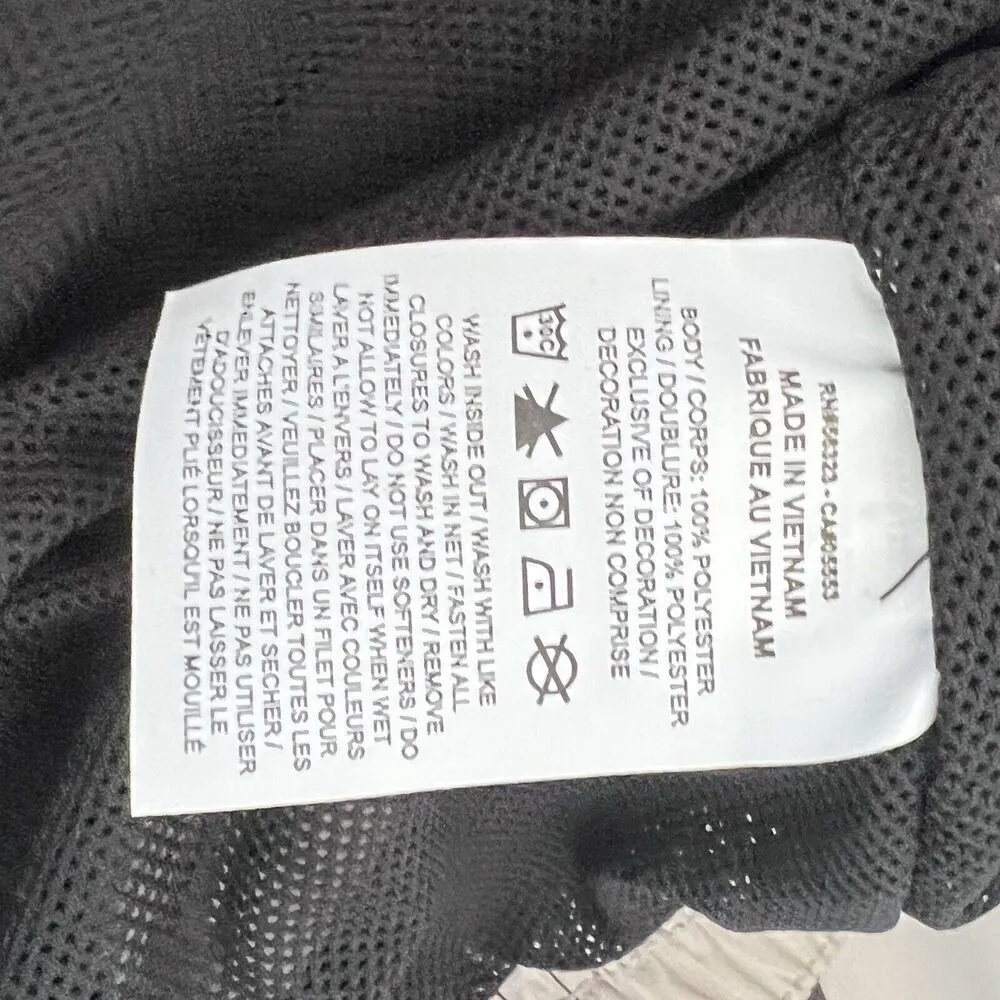 MADE IN VIETNAM
FABRIQUE AU VIETNAM
BODY / CORPS: 100% POLYESTER
LINING / DOUBLURE: 100% POLYESTER
EXCLUSIVE OF DECORATION /
DECORATION NON COMPRISE
30C
WASH INSIDE OUT / WASH WITH LIKE
COLORS / WASH IN NET / FASTEN ALL
CLOSURES TO WASH AND DRY / REMOVE
IMMEDIATELY / DO NOT USE SOFTENERS / DO
NOT ALLOW TO LAY ON ITSELF WHEN WET
LAVER A L'ENVERS / LAVER AVEC COULEURS
SIMILAIRES / PLACER DANS UN FILET POUR
NETTOYER / VEUILLEZ BOUCLER TOUTES LES
ATTACHES AVANT DE LAVER ET SECHER /
ENLEVER IMMEDIATEMENT / NE PAS UTILISER
D'ADOUCISSEUR / NE PAS LAISSER LE
VÊTEMENT PLIÉ LORSQU'IL EST MOUILLÉ